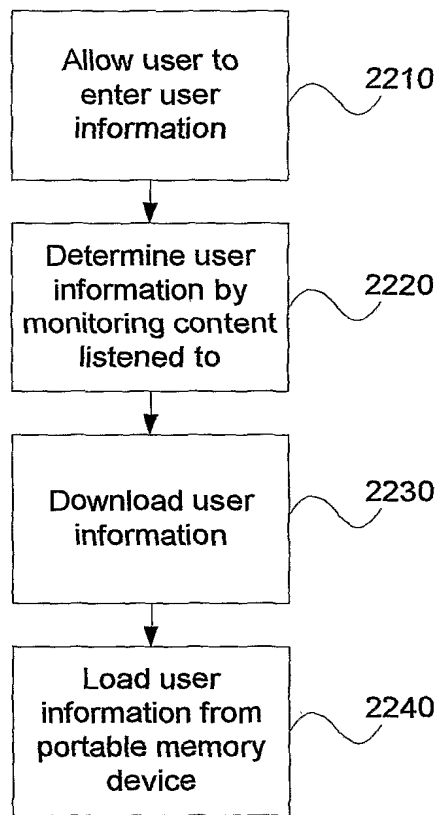 Allow user to
enter user
information
2210
Determine user
information by
monitoring content
listened to
2220
Download user
information
2230
Load user
information from
portable memory
device
2240